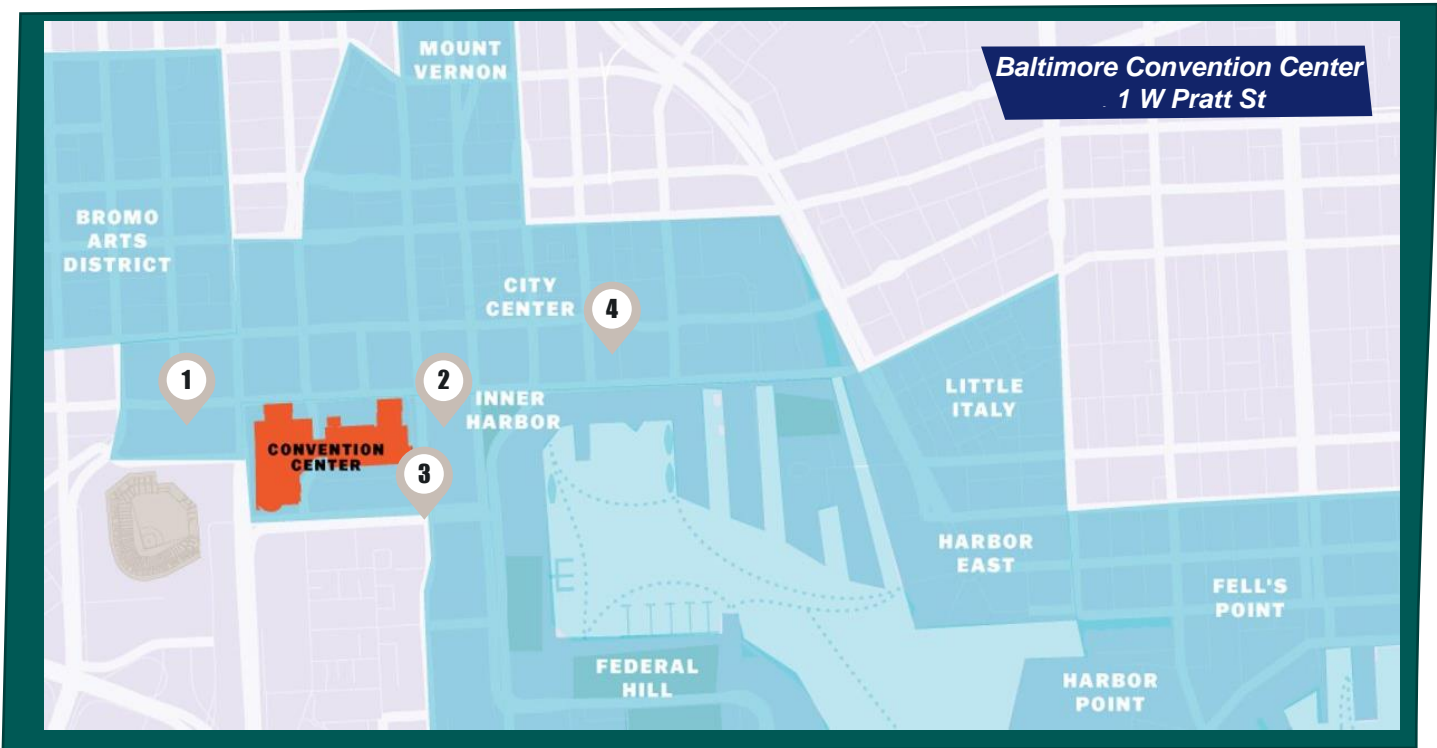 MOUNT
VERNON
Baltimore Convention Center
1 W Pratt St
BROMO
ARTS
DISTRICT
CITY
CENTER
4
1
2
INNER
HARBOR
LITTLE
ITALY
CONVENTION
CENTER
3
HARBOR
EAST
FELL'S
POINT
FEDERAL
HILL
HARBOR
POINT